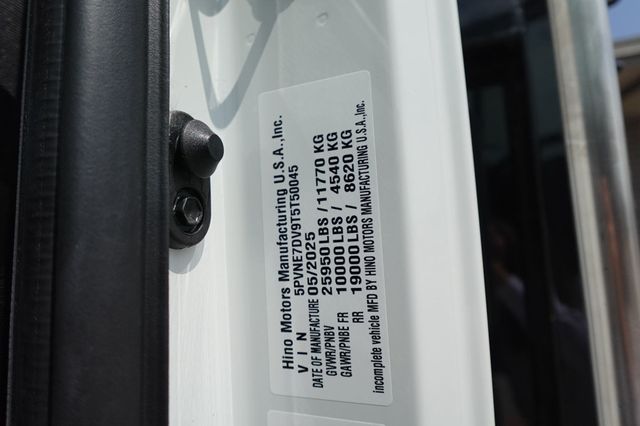 Hino Motors Manufacturing U.S.A.,Inc.
VIN 5PVNE7DV9T5T50045
DATE OF MANUFACTURE 05/2025
GVWR/PNBV 25950 LBS / 11770 KG
GAWR/PNBE FR 10000 LBS / 4540 KG
RR 19000 LBS / 8620 KG
incomplete vehicle MFD BY HINO MOTORS MANUFACTURING U.S.A.,Inc.